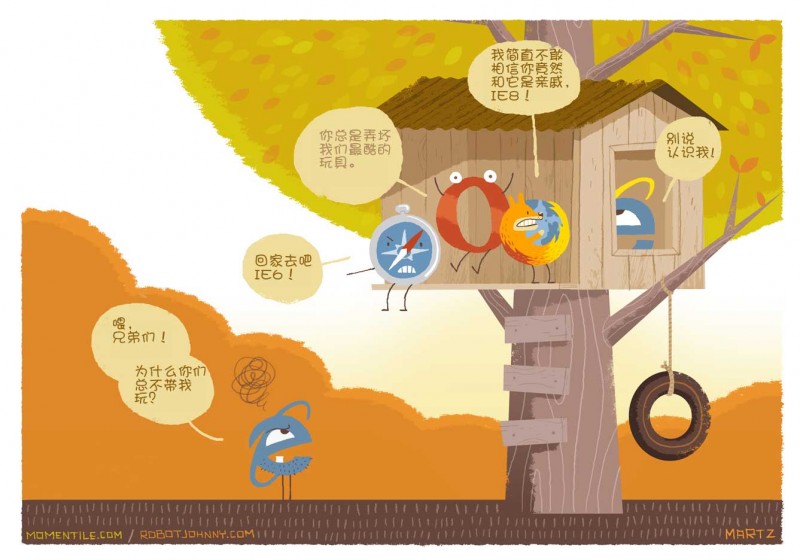 我简直不敢
相信你竟然
和它是亲戚，
IE8！
你总是弄坏
我们最酷的
玩具。
别说
认识我！
回家去吧
IE6！
喂，
兄弟们！
为什么你们
总不带我
玩？
MOMENTILE.COM / ROBOTJOHNNY.COM
MARTZ